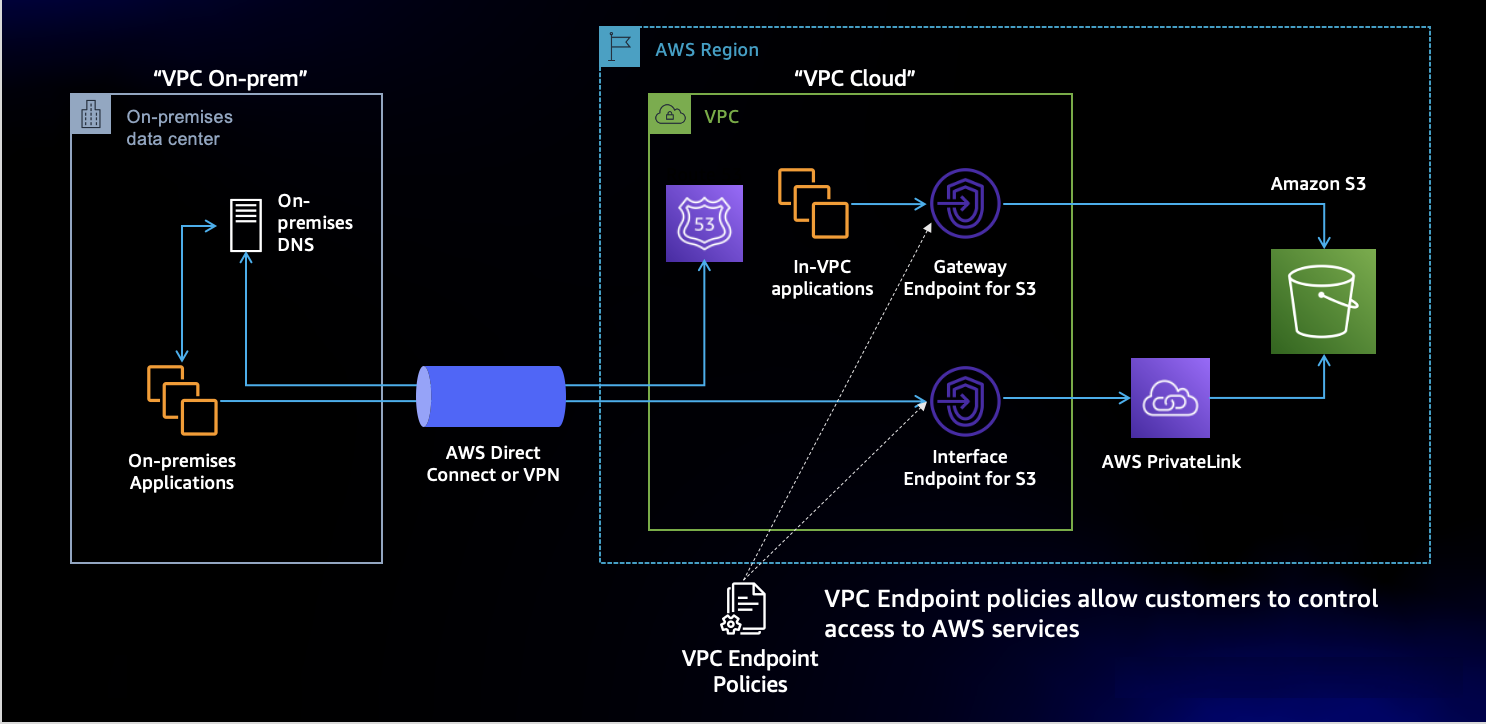 AWS Region
“VPC On-prem”
“VPC Cloud”
On-premises
data center
VPC
On-
premises
DNS
53
Amazon S3
In-VPC
applications
Gateway
Endpoint for S3
On-premises
Applications
AWS Direct
Connect or VPN
Interface
Endpoint for S3
AWS PrivateLink
VPC Endpoint policies allow customers to control
access to AWS services
VPC Endpoint
Policies